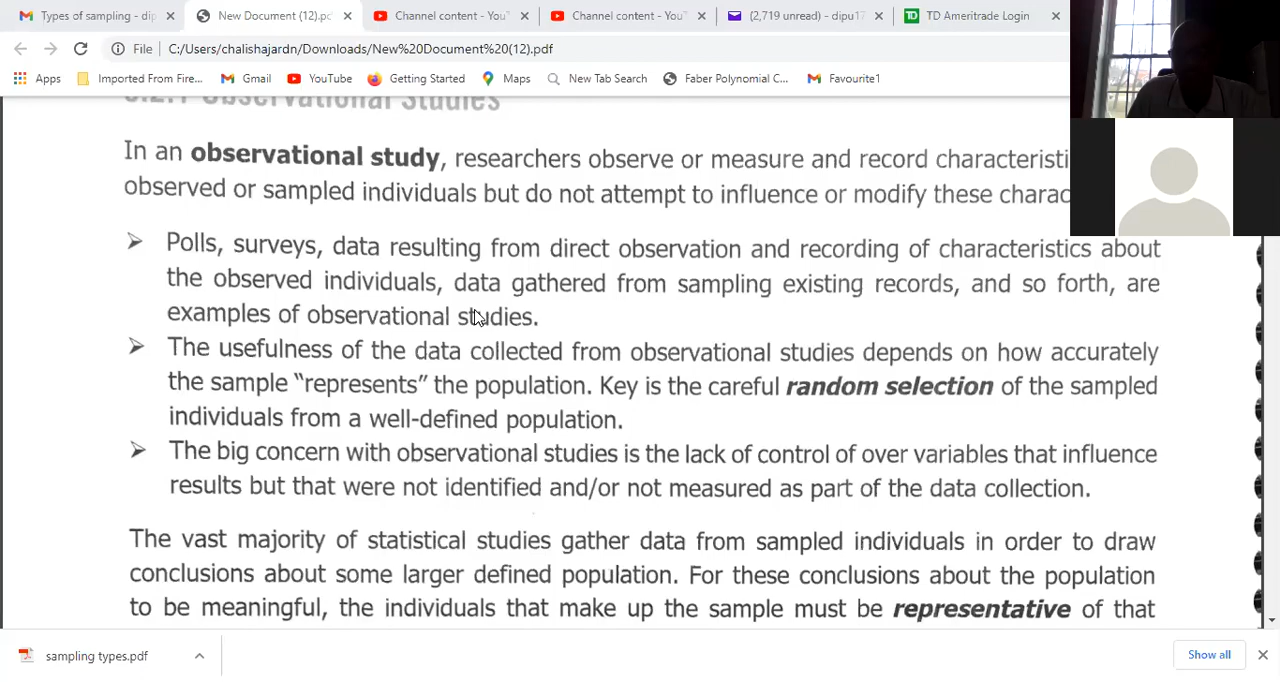 Types of sampling - dip
New Document (12).pd
Channel content - YouT
Channel content - YouT
(2,719 unread) - dipu17
TD Ameritrade Login
File
C:/Users/chalishajardn/Downloads/New%20Document%20(12).pdf
Apps
Imported From Fire...
Gmail
YouTube
Getting Started
Maps
New Tab Search
Faber Polynomial C...
Favourite1
Observational Studies
In an observational study, researchers observe or measure and record characteristi
observed or sampled individuals but do not attempt to influence or modify these charac
➢ Polls, surveys, data resulting from direct observation and recording of characteristics about
the observed individuals, data gathered from sampling existing records, and so forth, are
examples of observational studies.
➢ The usefulness of the data collected from observational studies depends on how accurately
the sample “represents” the population. Key is the careful random selection of the sampled
individuals from a well-defined population.
➢ The big concern with observational studies is the lack of control of over variables that influence
results but that were not identified and/or not measured as part of the data collection.
The vast majority of statistical studies gather data from sampled individuals in order to draw
conclusions about some larger defined population. For these conclusions about the population
to be meaningful, the individuals that make up the sample must be representative of that
sampling types.pdf
Show all